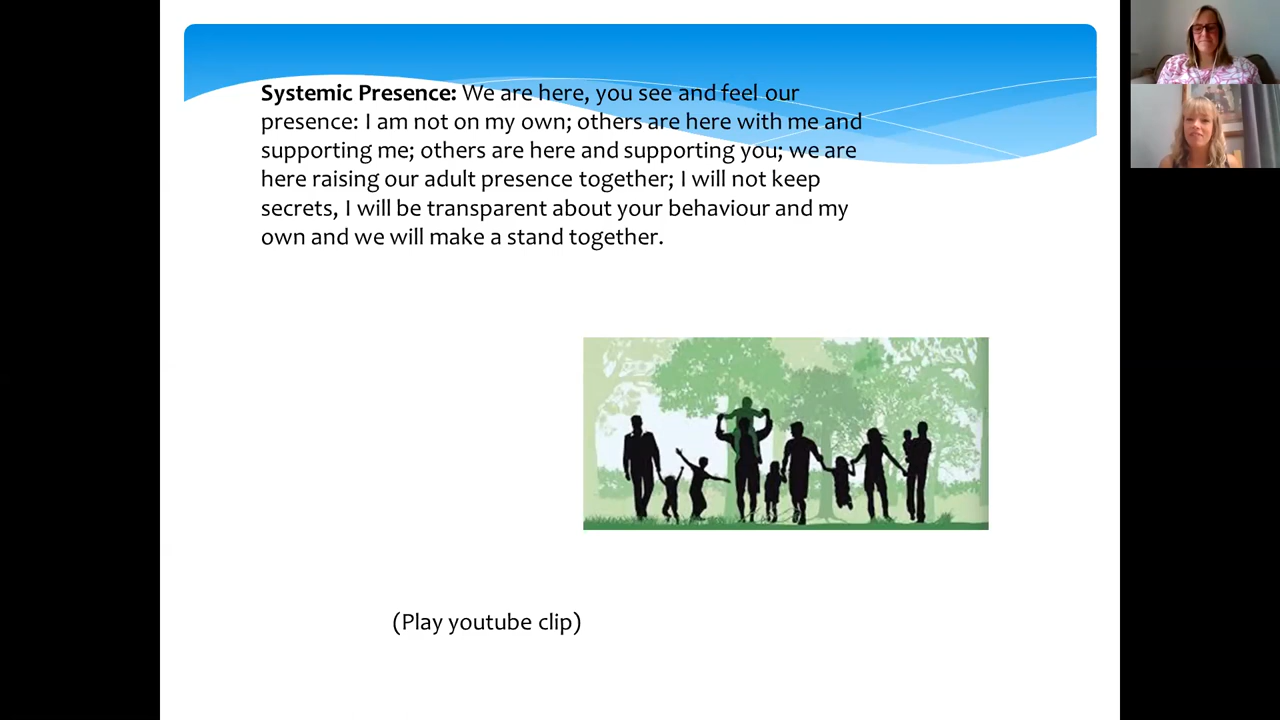 Systemic Presence: We are here, you see and feel our
presence: I am not on my own; others are here with me and
supporting me; others are here and supporting you; we are
here raising our adult presence together; I will not keep
secrets, I will be transparent about your behaviour and my
own and we will make a stand together.
(Play youtube clip)